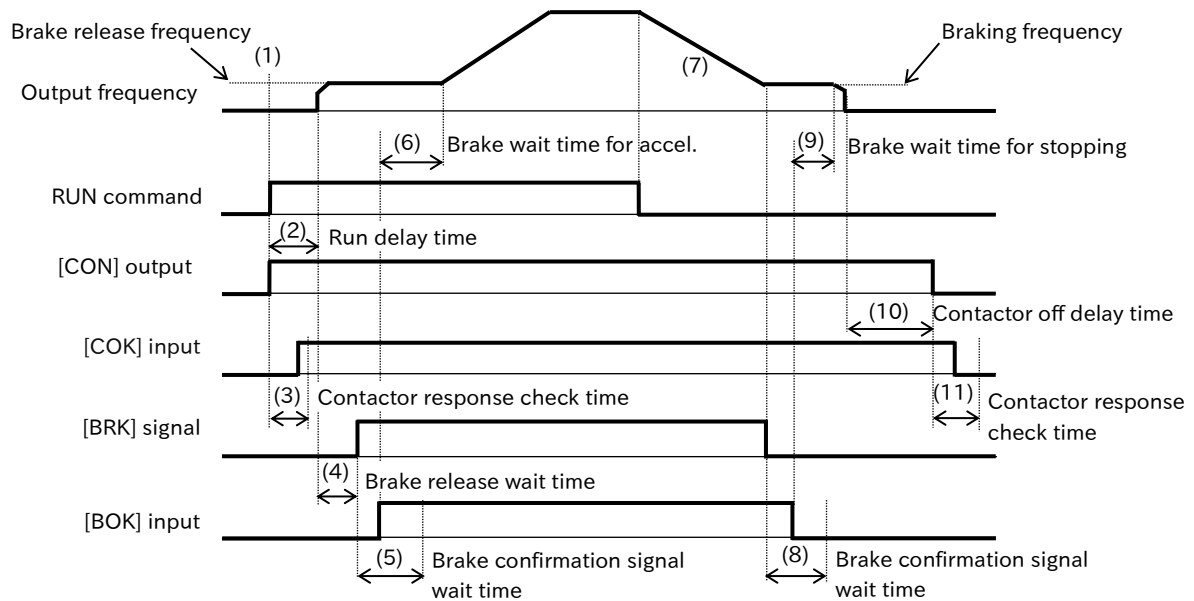 Brake release frequency
(1)
Braking frequency
(7)
Output frequency
(6)
Brake wait time for accel.
(9)
Brake wait time for stopping
RUN command
(2)
Run delay time
[CON] output
(10)
Contactor off delay time
[COK] input
(3)
Contactor response check time
(11)
Contactor response
check time
[BRK] signal
(4)
Brake release wait time
[BOK] input
(5)
Brake confirmation signal
wait time
(8)
Brake confirmation signal
wait time